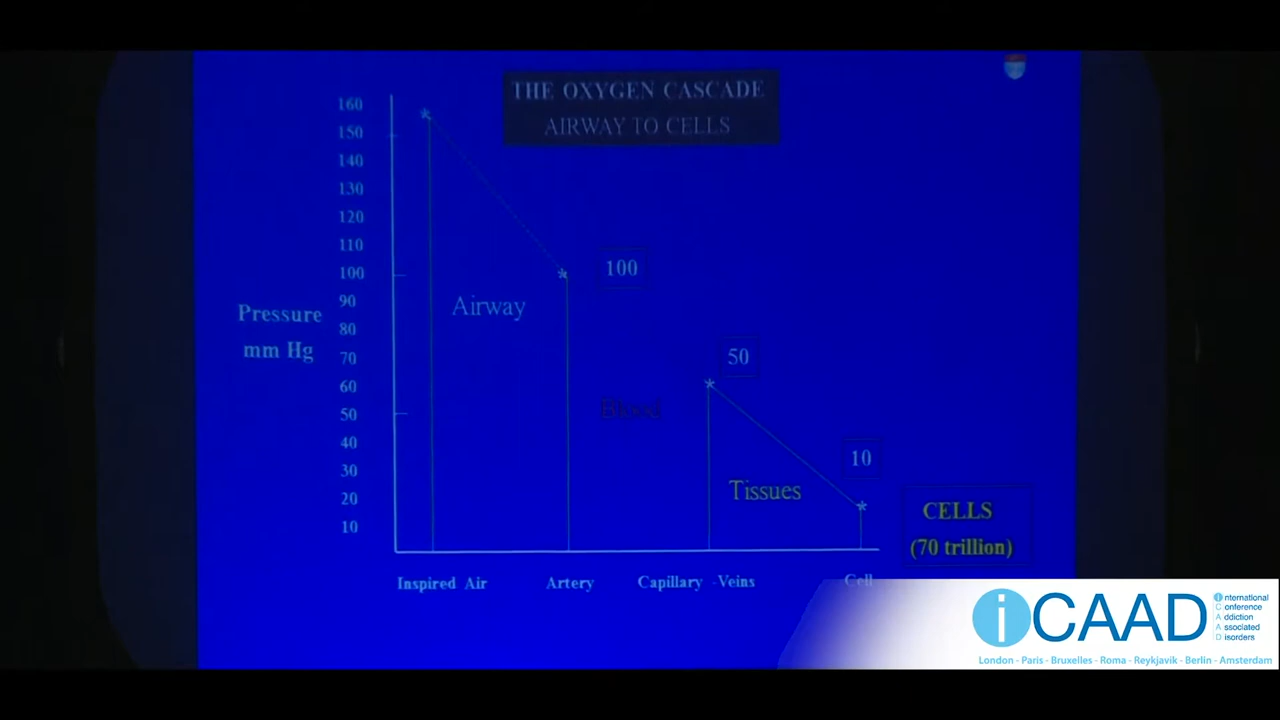 THE OXYGEN CASCADE
AIRWAY TO CELLS
160
150
140
130
120
110
100
90
80
70
60
50
40
30
20
10
Pressure
mm Hg
100
Airway
50
Blood
10
Tissues
CELLS
(70 trillion)
Inspired Air
Artery
Capillary -Veins
Cell
iCAAD
International
Conference
Addiction
Associated
Disorders
London - Paris - Bruxelles - Roma - Reykjavik - Berlin - Amsterdam